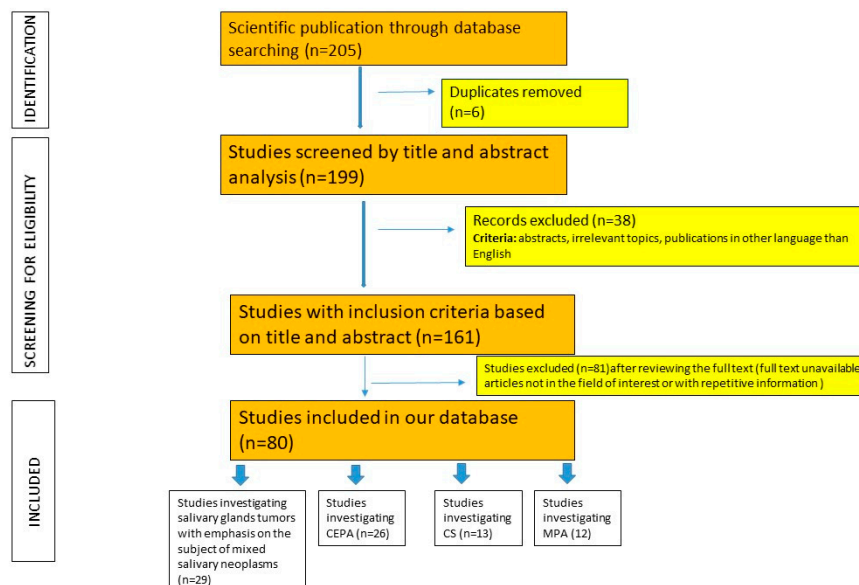 IDENTIFICATION
Scientific publication through database
searching (n=205)
Duplicates removed
(n=6)
SCREENING FOR ELIGIBILITY
Studies screened by title and abstract
analysis (n=199)
Records excluded (n=38)
Criteria: abstracts, irrelevant topics, publications in other language than
English
Studies with inclusion criteria based
on title and abstract (n=161)
Studies excluded (n=81)after reviewing the full text (full text unavailable
articles not in the field of interest or with repetitive information )
INCLUDED
Studies included in our database
(n=80)
Studies investigating
salivary glands tumors
with emphasis on the
subject of mixed
salivary neoplasms
(n=29)
Studies
investigating
CEPA (n=26)
Studies
investigating
CS (n=13)
Studies
investigating
MPA (12)